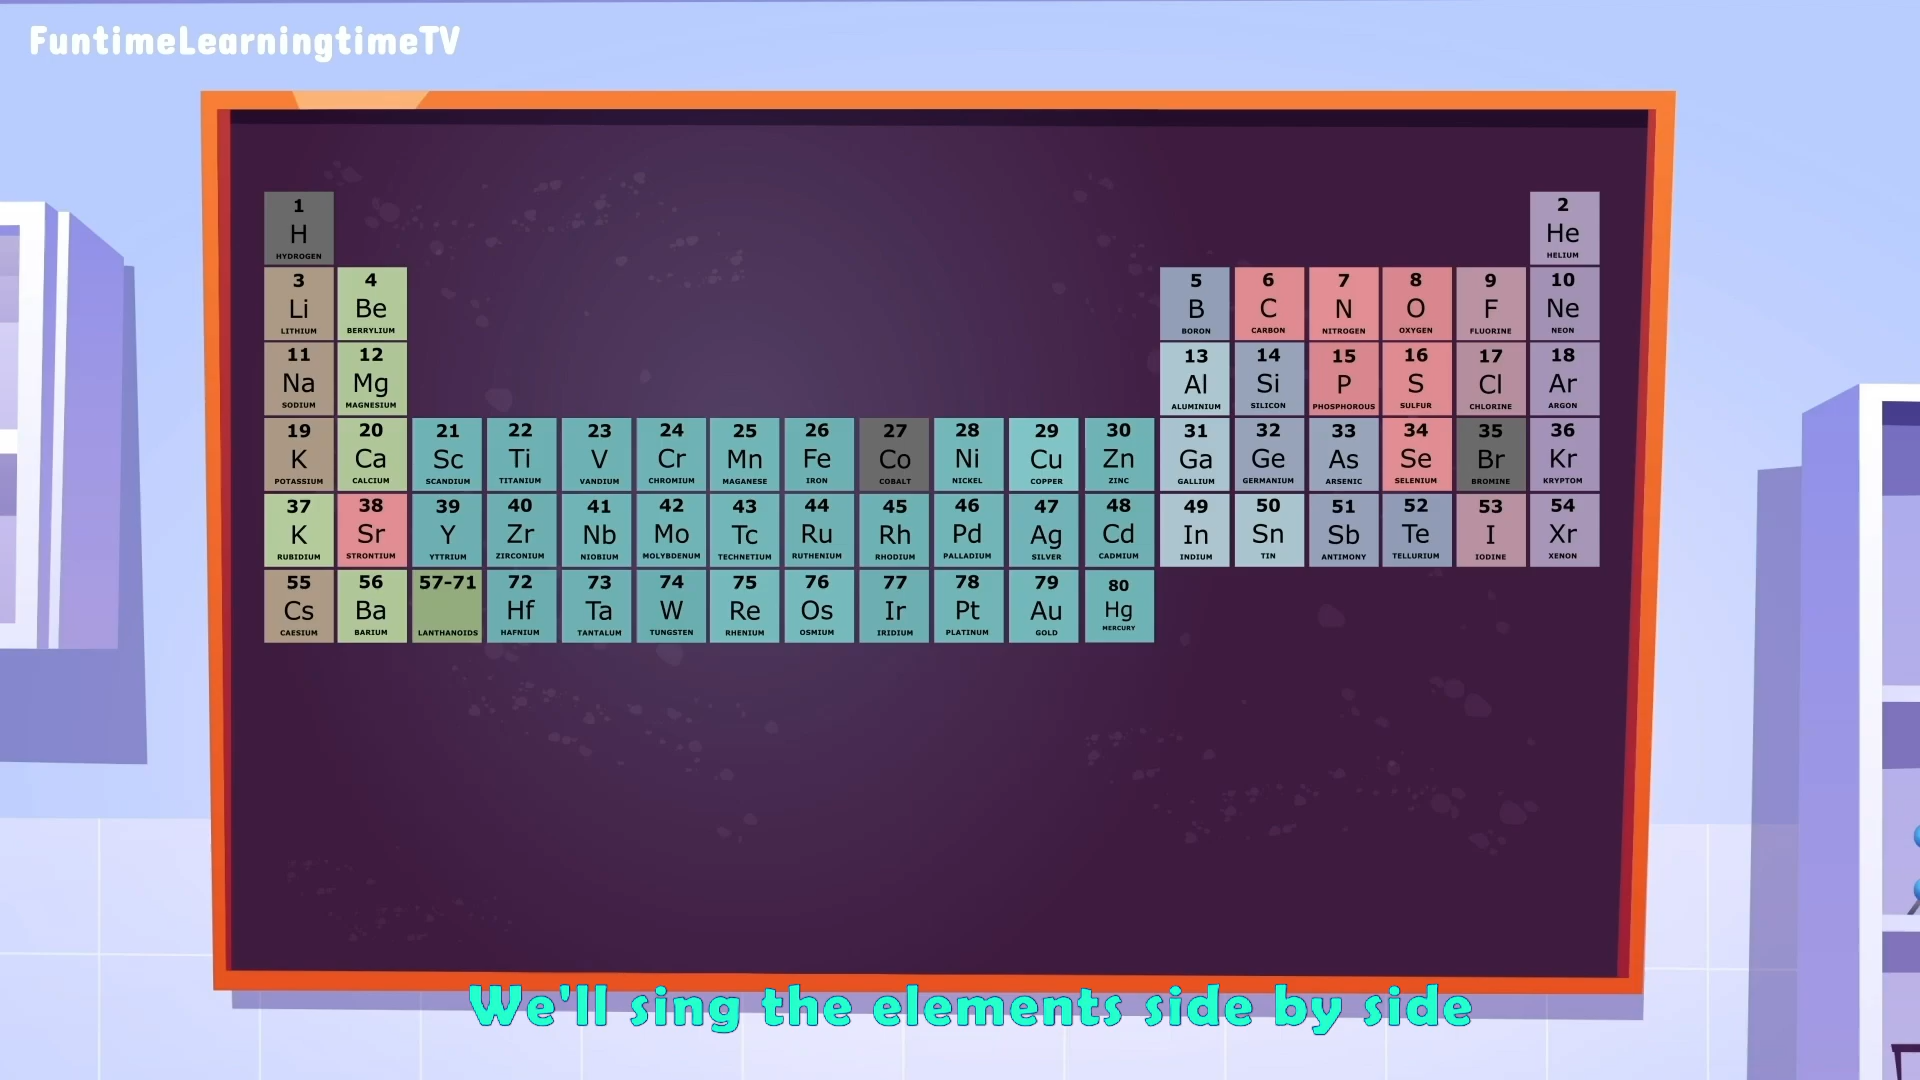 FuntimeLearningtimeTV
1 2
H He
HYDROGEN HELIUM
3 4 5 6 7 8 9 10
Li Be B C N O F Ne
LITHIUM BERRYLIUM BORON CARBON NITROGEN OXYGEN FLUORINE NEON
11 12 13 14 15 16 17 18
Na Mg Al Si P S Cl Ar
SODIUM MAGNESIUM ALUMINIUM SILICON PHOSPHOROUS SULFUR CHLORINE ARGON
19 20 21 22 23 24 25 26 27 28 29 30 31 32 33 34 35 36
K Ca Sc Ti V Cr Mn Fe Co Ni Cu Zn Ga Ge As Se Br Kr
POTASSIUM CALCIUM SCANDIUM TITANIUM VANDIUM CHROMIUM MAGANESE IRON COBALT NICKEL COPPER ZINC GALLIUM GERMANIUM ARSENIC SELENIUM BROMINE KRYPTOM
37 38 39 40 41 42 43 44 45 46 47 48 49 50 51 52 53 54
K Sr Y Zr Nb Mo Tc Ru Rh Pd Ag Cd In Sn Sb Te I Xr
RUBIDIUM STRONTIUM YTTRIUM ZIRCONIUM NIOBIUM MOLYBDENUM TECHNETIUM RUTHENIUM RHODIUM PALLADIUM SILVER CADMIUM INDIUM TIN ANTIMONY TELLURIUM IODINE XENON
55 56 57-71 72 73 74 75 76 77 78 79 80
Cs Ba Hf Ta W Re Os Ir Pt Au Hg
CAESIUM BARIUM LANTHANOIDS HAFNIUM TANTALUM TUNGSTEN RHENIUM OSMIUM IRIDIUM PLATINUM GOLD MERCURY
We'll sing the elements side by side